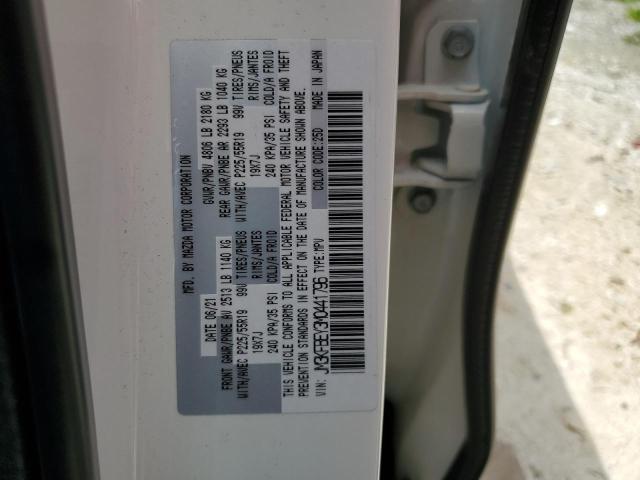 MFD. BY MAZDA MOTOR CORPORATION
DATE 06/21 GVWR/PNBV 4806 LB 2180 KG
FRONT GAWR/PNBE AV 2513 LB 1140 KG REAR GAWR/PNBE AR 2293 LB 1040 KG
WITH/AVEC P225/55R19 99V TIRES/PNEUS WITH/AVEC P225/55R19 99V TIRES/PNEUS
19X7J RIMS/JANTES 19X7J RIMS/JANTES
240 KPA/35 PSI COLD/A FROID 240 KPA/35 PSI COLD/A FROID
THIS VEHICLE CONFORMS TO ALL APPLICABLE FEDERAL MOTOR VEHICLE SAFETY AND THEFT
PREVENTION STANDARDS IN EFFECT ON THE DATE OF MANUFACTURE SHOWN ABOVE.
VIN: JM3KFBEY3M0441796 TYPE:MPV COLOR CODE:25D MADE IN JAPAN